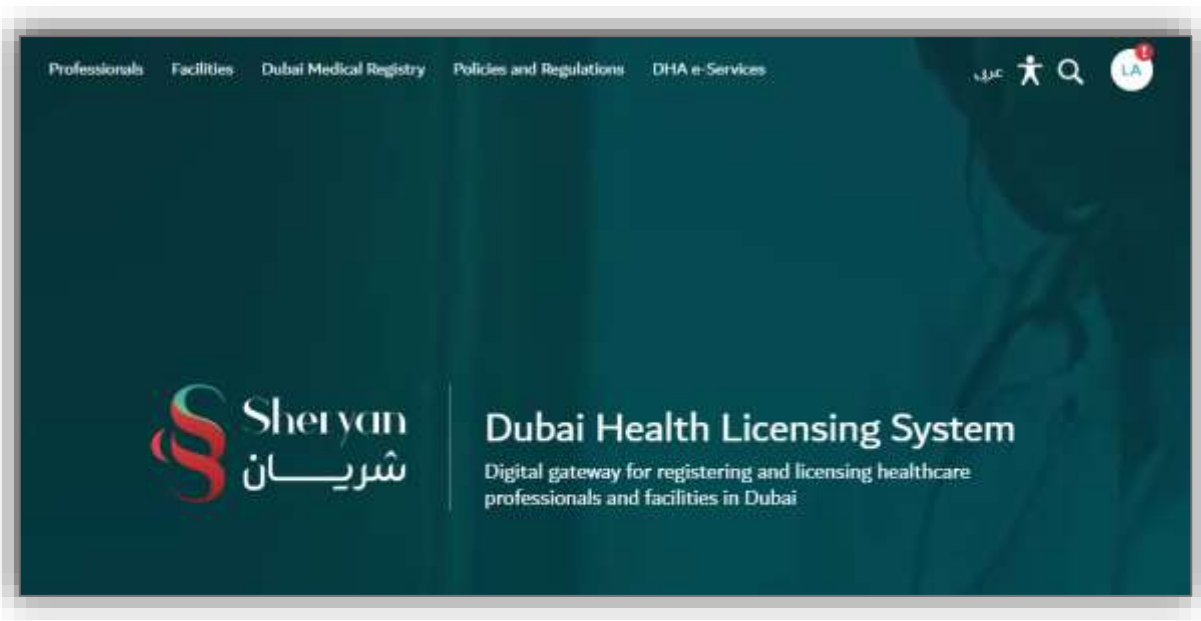 Professionals Facilities Dubai Medical Registry Policies and Regulations DHA e-Services عربي LA !
Sheryan
شريان
Dubai Health Licensing System
Digital gateway for registering and licensing healthcare
professionals and facilities in Dubai